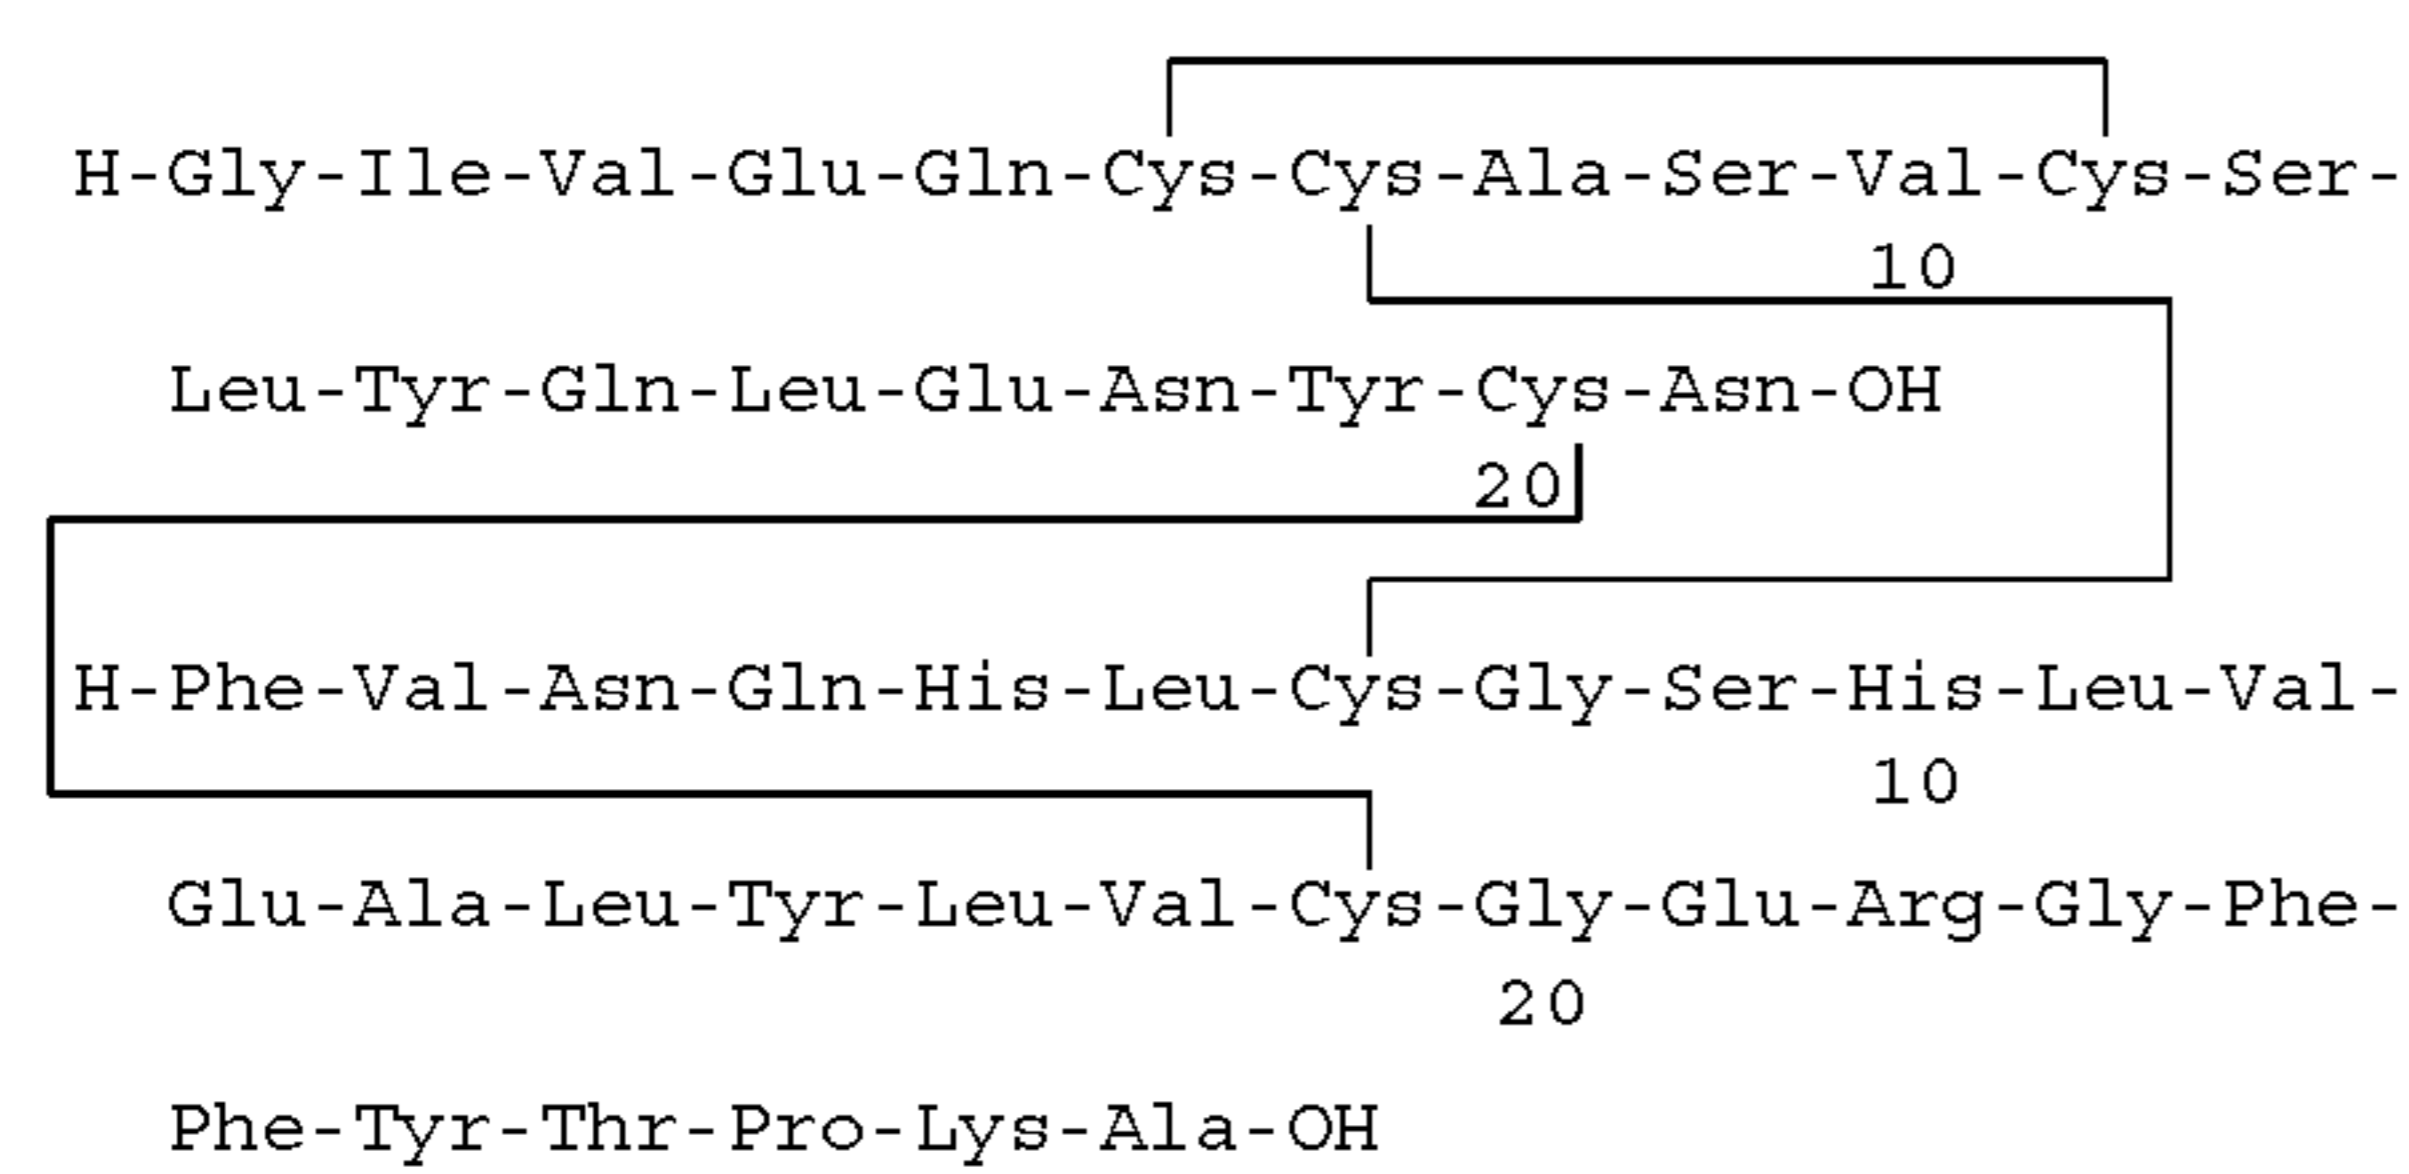 H-Gly-Ile-Val-Glu-Gln-Cys-Cys-Ala-Ser-Val-Cys-Ser-
10
Leu-Tyr-Gln-Leu-Glu-Asn-Tyr-Cys-Asn-OH
20
H-Phe-Val-Asn-Gln-His-Leu-Cys-Gly-Ser-His-Leu-Val-
10
Glu-Ala-Leu-Tyr-Leu-Val-Cys-Gly-Glu-Arg-Gly-Phe-
20
Phe-Tyr-Thr-Pro-Lys-Ala-OH